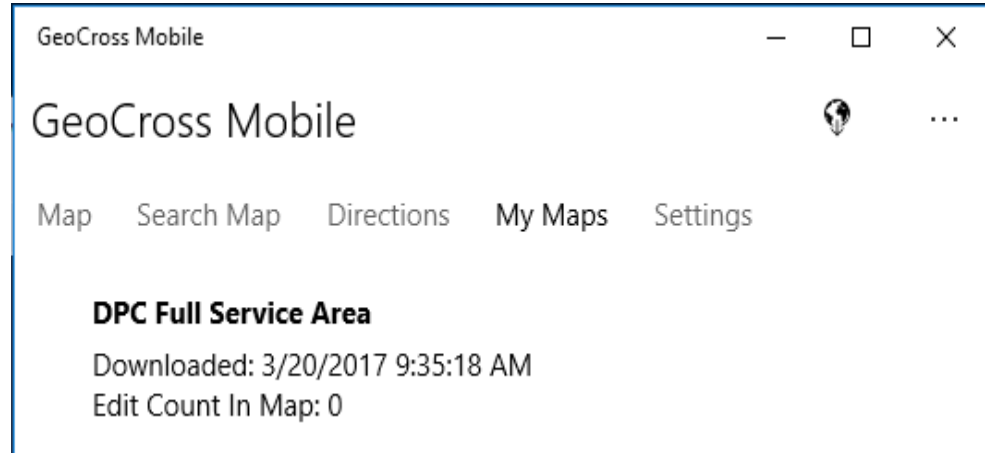 GeoCross Mobile
GeoCross Mobile
...
Map Search Map Directions My Maps Settings
DPC Full Service Area
Downloaded: 3/20/2017 9:35:18 AM
Edit Count In Map: 0